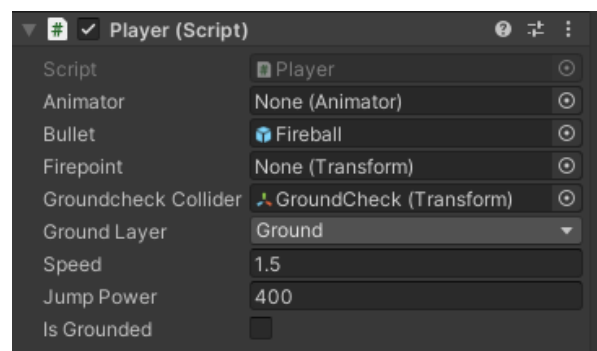 Player (Script)
Script Player
Animator None (Animator)
Bullet Fireball
Firepoint None (Transform)
Groundcheck Collider GroundCheck (Transform)
Ground Layer Ground
Speed 1.5
Jump Power 400
Is Grounded